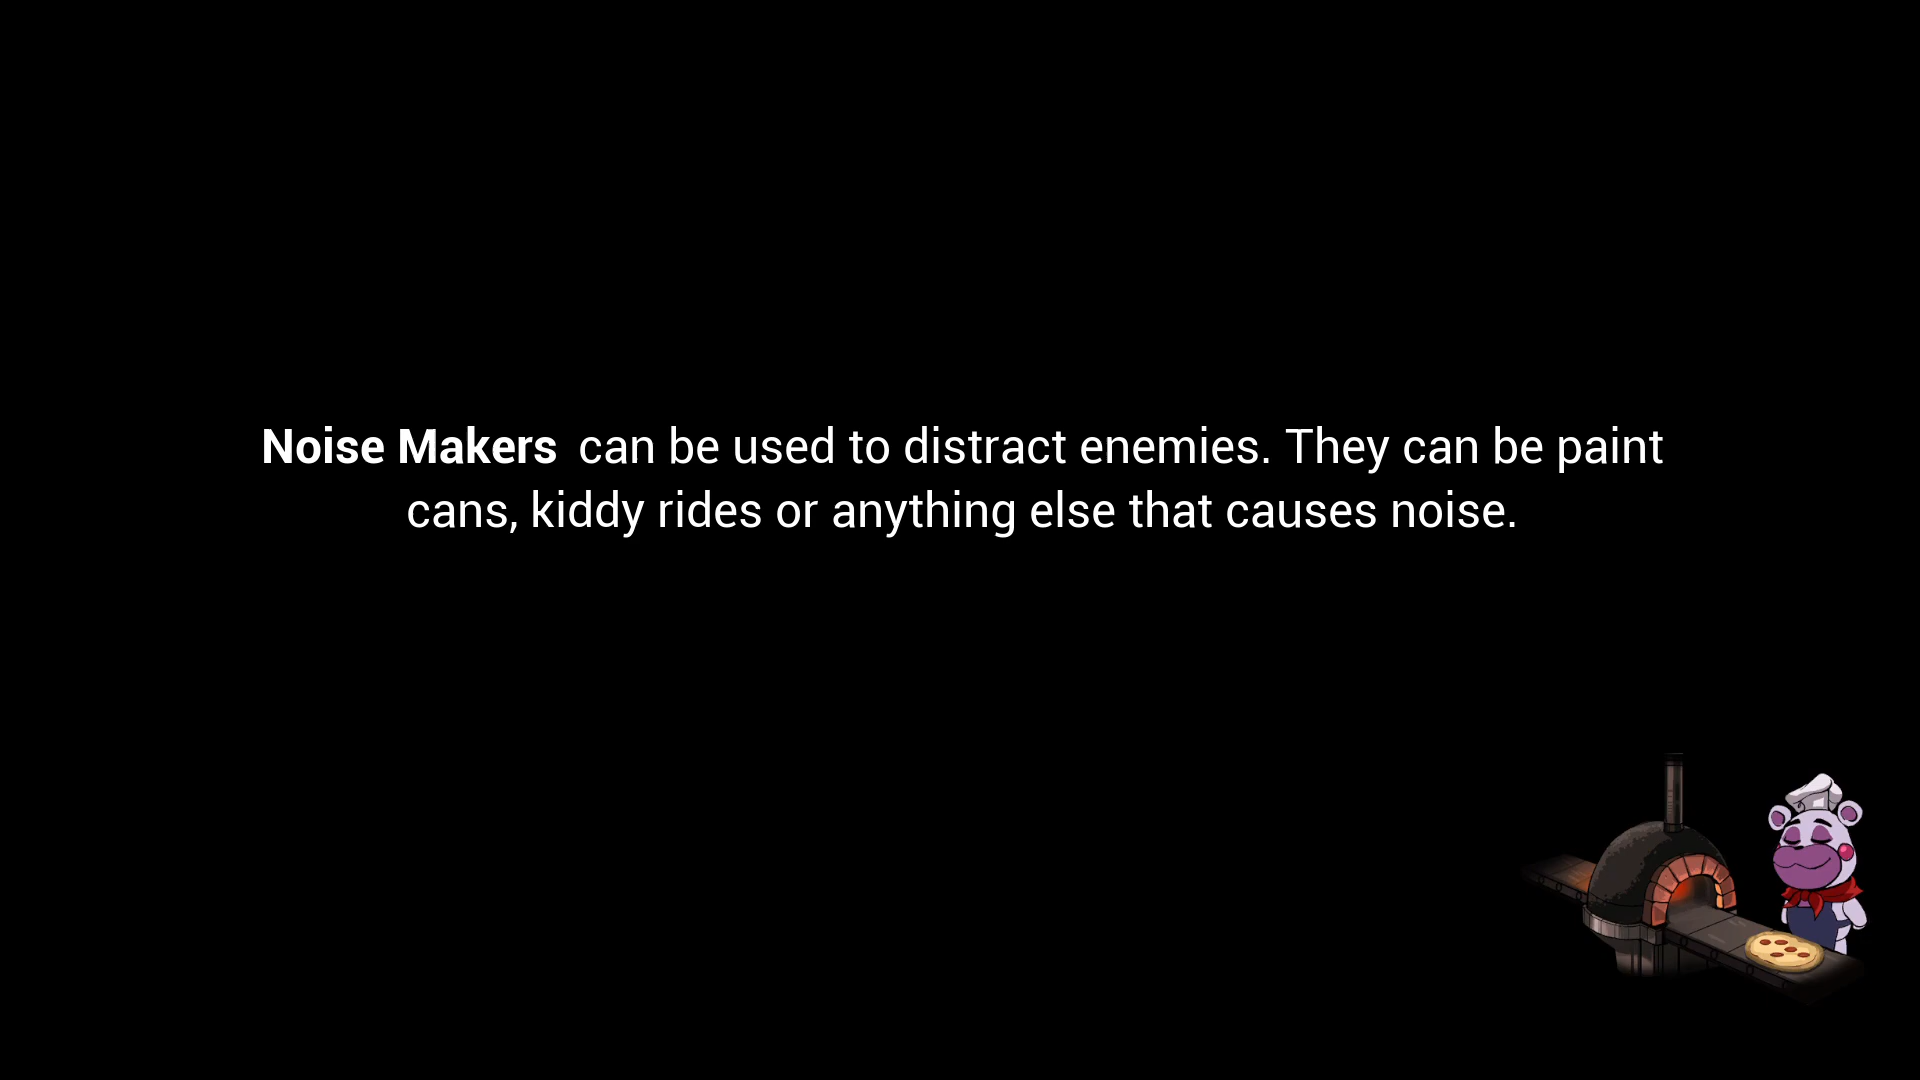 Noise Makers can be used to distract enemies. They can be paint
cans, kiddy rides or anything else that causes noise.